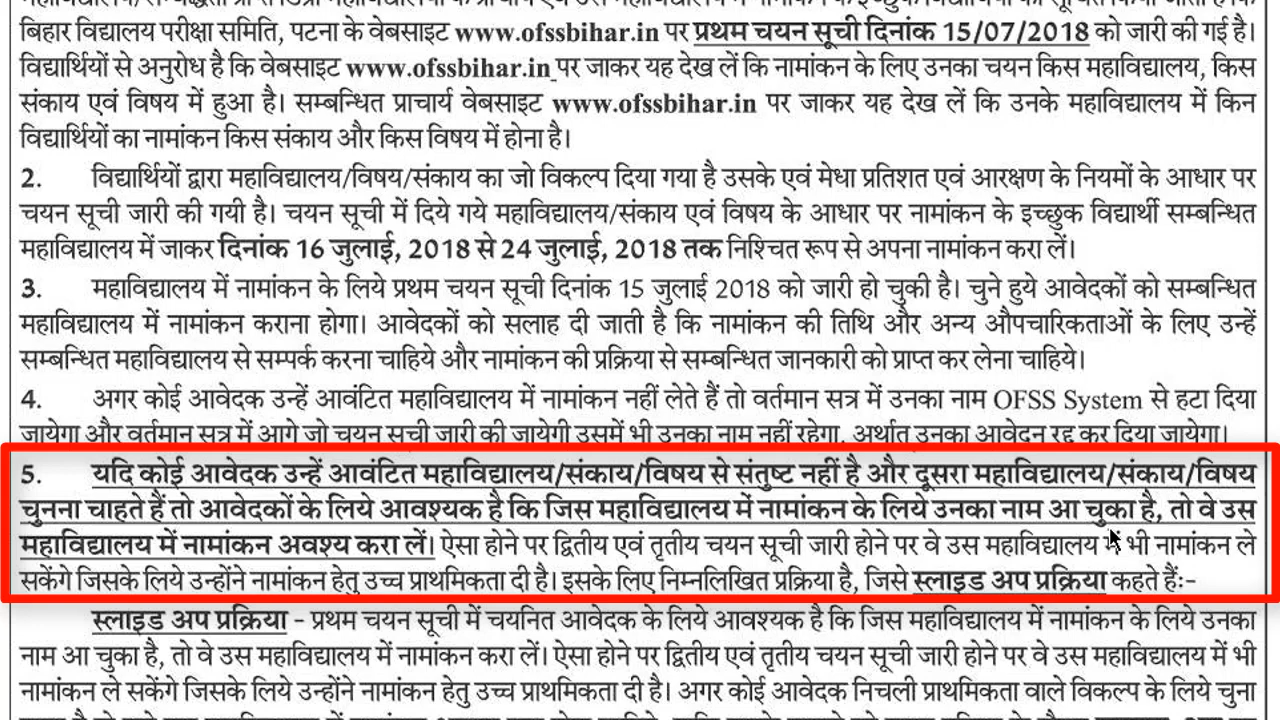 बिहार विद्यालय परीक्षा समिति, पटना के वेबसाइट www.ofssbihar.in पर प्रथम चयन सूची दिनांक 15/07/2018 को जारी की गई है।
विद्यार्थियों से अनुरोध है कि वेबसाइट www.ofssbihar.in पर जाकर यह देख लें कि नामांकन के लिए उनका चयन किस महाविद्यालय, किस
संकाय एवं विषय में हुआ है। सम्बन्धित प्राचार्य वेबसाइट www.ofssbihar.in पर जाकर यह देख लें कि उनके महाविद्यालय में किन
विद्यार्थियों का नामांकन किस संकाय और किस विषय में होना है।
2. विद्यार्थियों द्वारा महाविद्यालय/विषय/संकाय का जो विकल्प दिया गया है उसके एवं मेधा प्रतिशत एवं आरक्षण के नियमों के आधार पर
चयन सूची जारी की गयी है। चयन सूची में दिये गये महाविद्यालय/संकाय एवं विषय के आधार पर नामांकन के इच्छुक विद्यार्थी सम्बन्धित
महाविद्यालय में जाकर दिनांक 16 जुलाई, 2018 से 24 जुलाई, 2018 तक निश्चित रूप से अपना नामांकन करा लें।
3. महाविद्यालय में नामांकन के लिये प्रथम चयन सूची दिनांक 15 जुलाई 2018 को जारी हो चुकी है। चुने हुये आवेदकों को सम्बन्धित
महाविद्यालय में नामांकन कराना होगा। आवेदकों को सलाह दी जाती है कि नामांकन की तिथि और अन्य औपचारिकताओं के लिए उन्हें
सम्बन्धित महाविद्यालय से सम्पर्क करना चाहिये और नामांकन की प्रक्रिया से सम्बन्धित जानकारी को प्राप्त कर लेना चाहिये।
4. अगर कोई आवेदक उन्हें आवंटित महाविद्यालय में नामांकन नहीं लेते हैं तो वर्तमान सत्र में उनका नाम OFSS System से हटा दिया
जायेगा और वर्तमान सत्र में आगे जो चयन सूची जारी की जायेगी उसमें भी उनका नाम नहीं रहेगा, अर्थात उनका आवेदन रद्द कर दिया जायेगा।
5. यदि कोई आवेदक उन्हें आवंटित महाविद्यालय/संकाय/विषय से संतुष्ट नहीं है और दूसरा महाविद्यालय/संकाय/विषय
चुनना चाहते हैं तो आवेदकों के लिये आवश्यक है कि जिस महाविद्यालय में नामांकन के लिये उनका नाम आ चुका है, तो वे उस
महाविद्यालय में नामांकन अवश्य करा लें। ऐसा होने पर द्वितीय एवं तृतीय चयन सूची जारी होने पर वे उस महाविद्यालय में भी नामांकन ले
सकेंगे जिसके लिये उन्होंने नामांकन हेतु उच्च प्राथमिकता दी है। इसके लिए निम्नलिखित प्रक्रिया है, जिसे स्लाइड अप प्रक्रिया कहते हैं:-
स्लाइड अप प्रक्रिया - प्रथम चयन सूची में चयनित आवेदक के लिये आवश्यक है कि जिस महाविद्यालय में नामांकन के लिये उनका
नाम आ चुका है, तो वे उस महाविद्यालय में नामांकन करा लें। ऐसा होने पर द्वितीय एवं तृतीय चयन सूची जारी होने पर वे उस महाविद्यालय में भी
नामांकन ले सकेंगे जिसके लिये उन्होंने नामांकन हेतु उच्च प्राथमिकता दी है। अगर कोई आवेदक निचली प्राथमिकता वाले विकल्प के लिये चुना